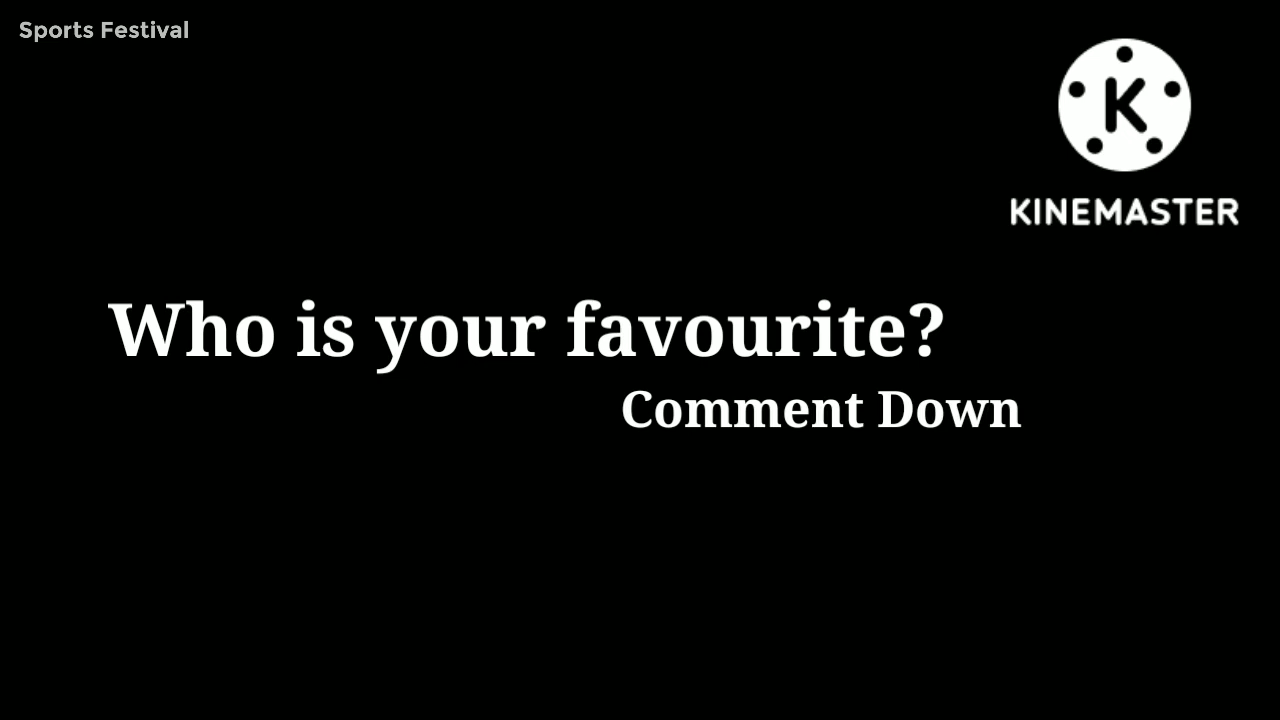 Sports Festival
K
KINEMASTER
Who is your favourite?
Comment Down